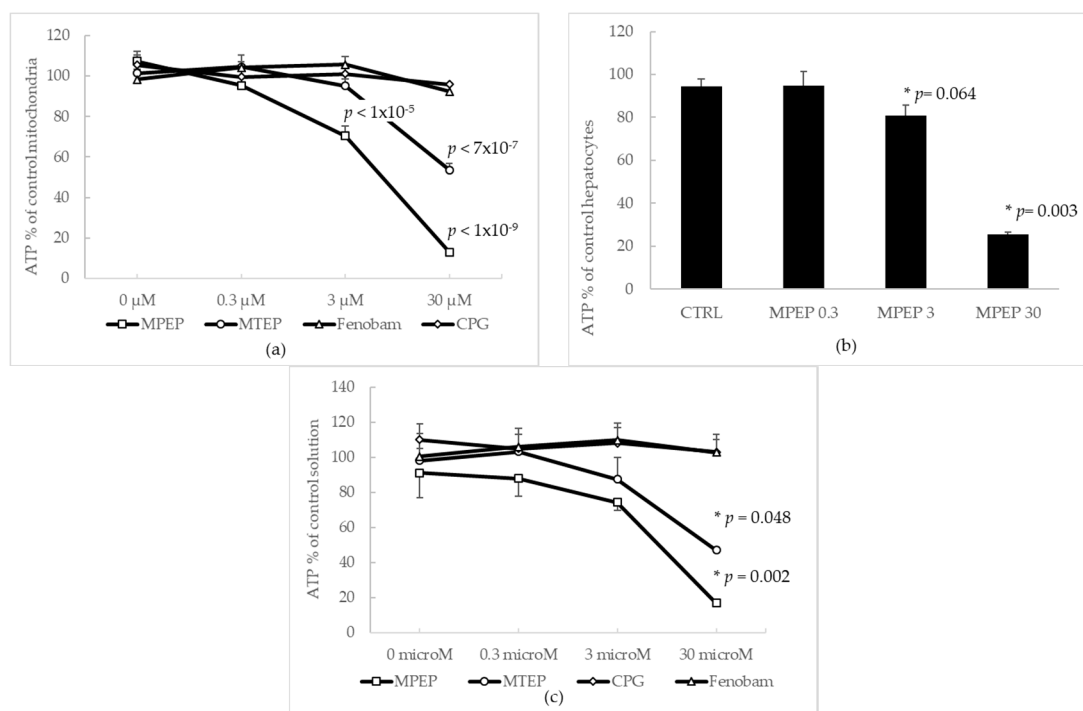 ATP % of control mitochondria
120
100
80
60
40
20
0
p < 1x10-5
p < 7x10-7
p < 1x10-9
0 µM 0.3 µM 3 µM 30 µM
MPEP MTEP Fenobam CPG
(a)
ATP % of control hepatocytes
120
100
80
60
40
20
0
* p= 0.064
* p= 0.003
CTRL MPEP 0.3 MPEP 3 MPEP 30
(b)
ATP % of control solution
140
120
100
80
60
40
20
0
* p = 0.048
* p = 0.002
0 microM 0.3 microM 3 microM 30 microM
MPEP MTEP CPG Fenobam
(c)